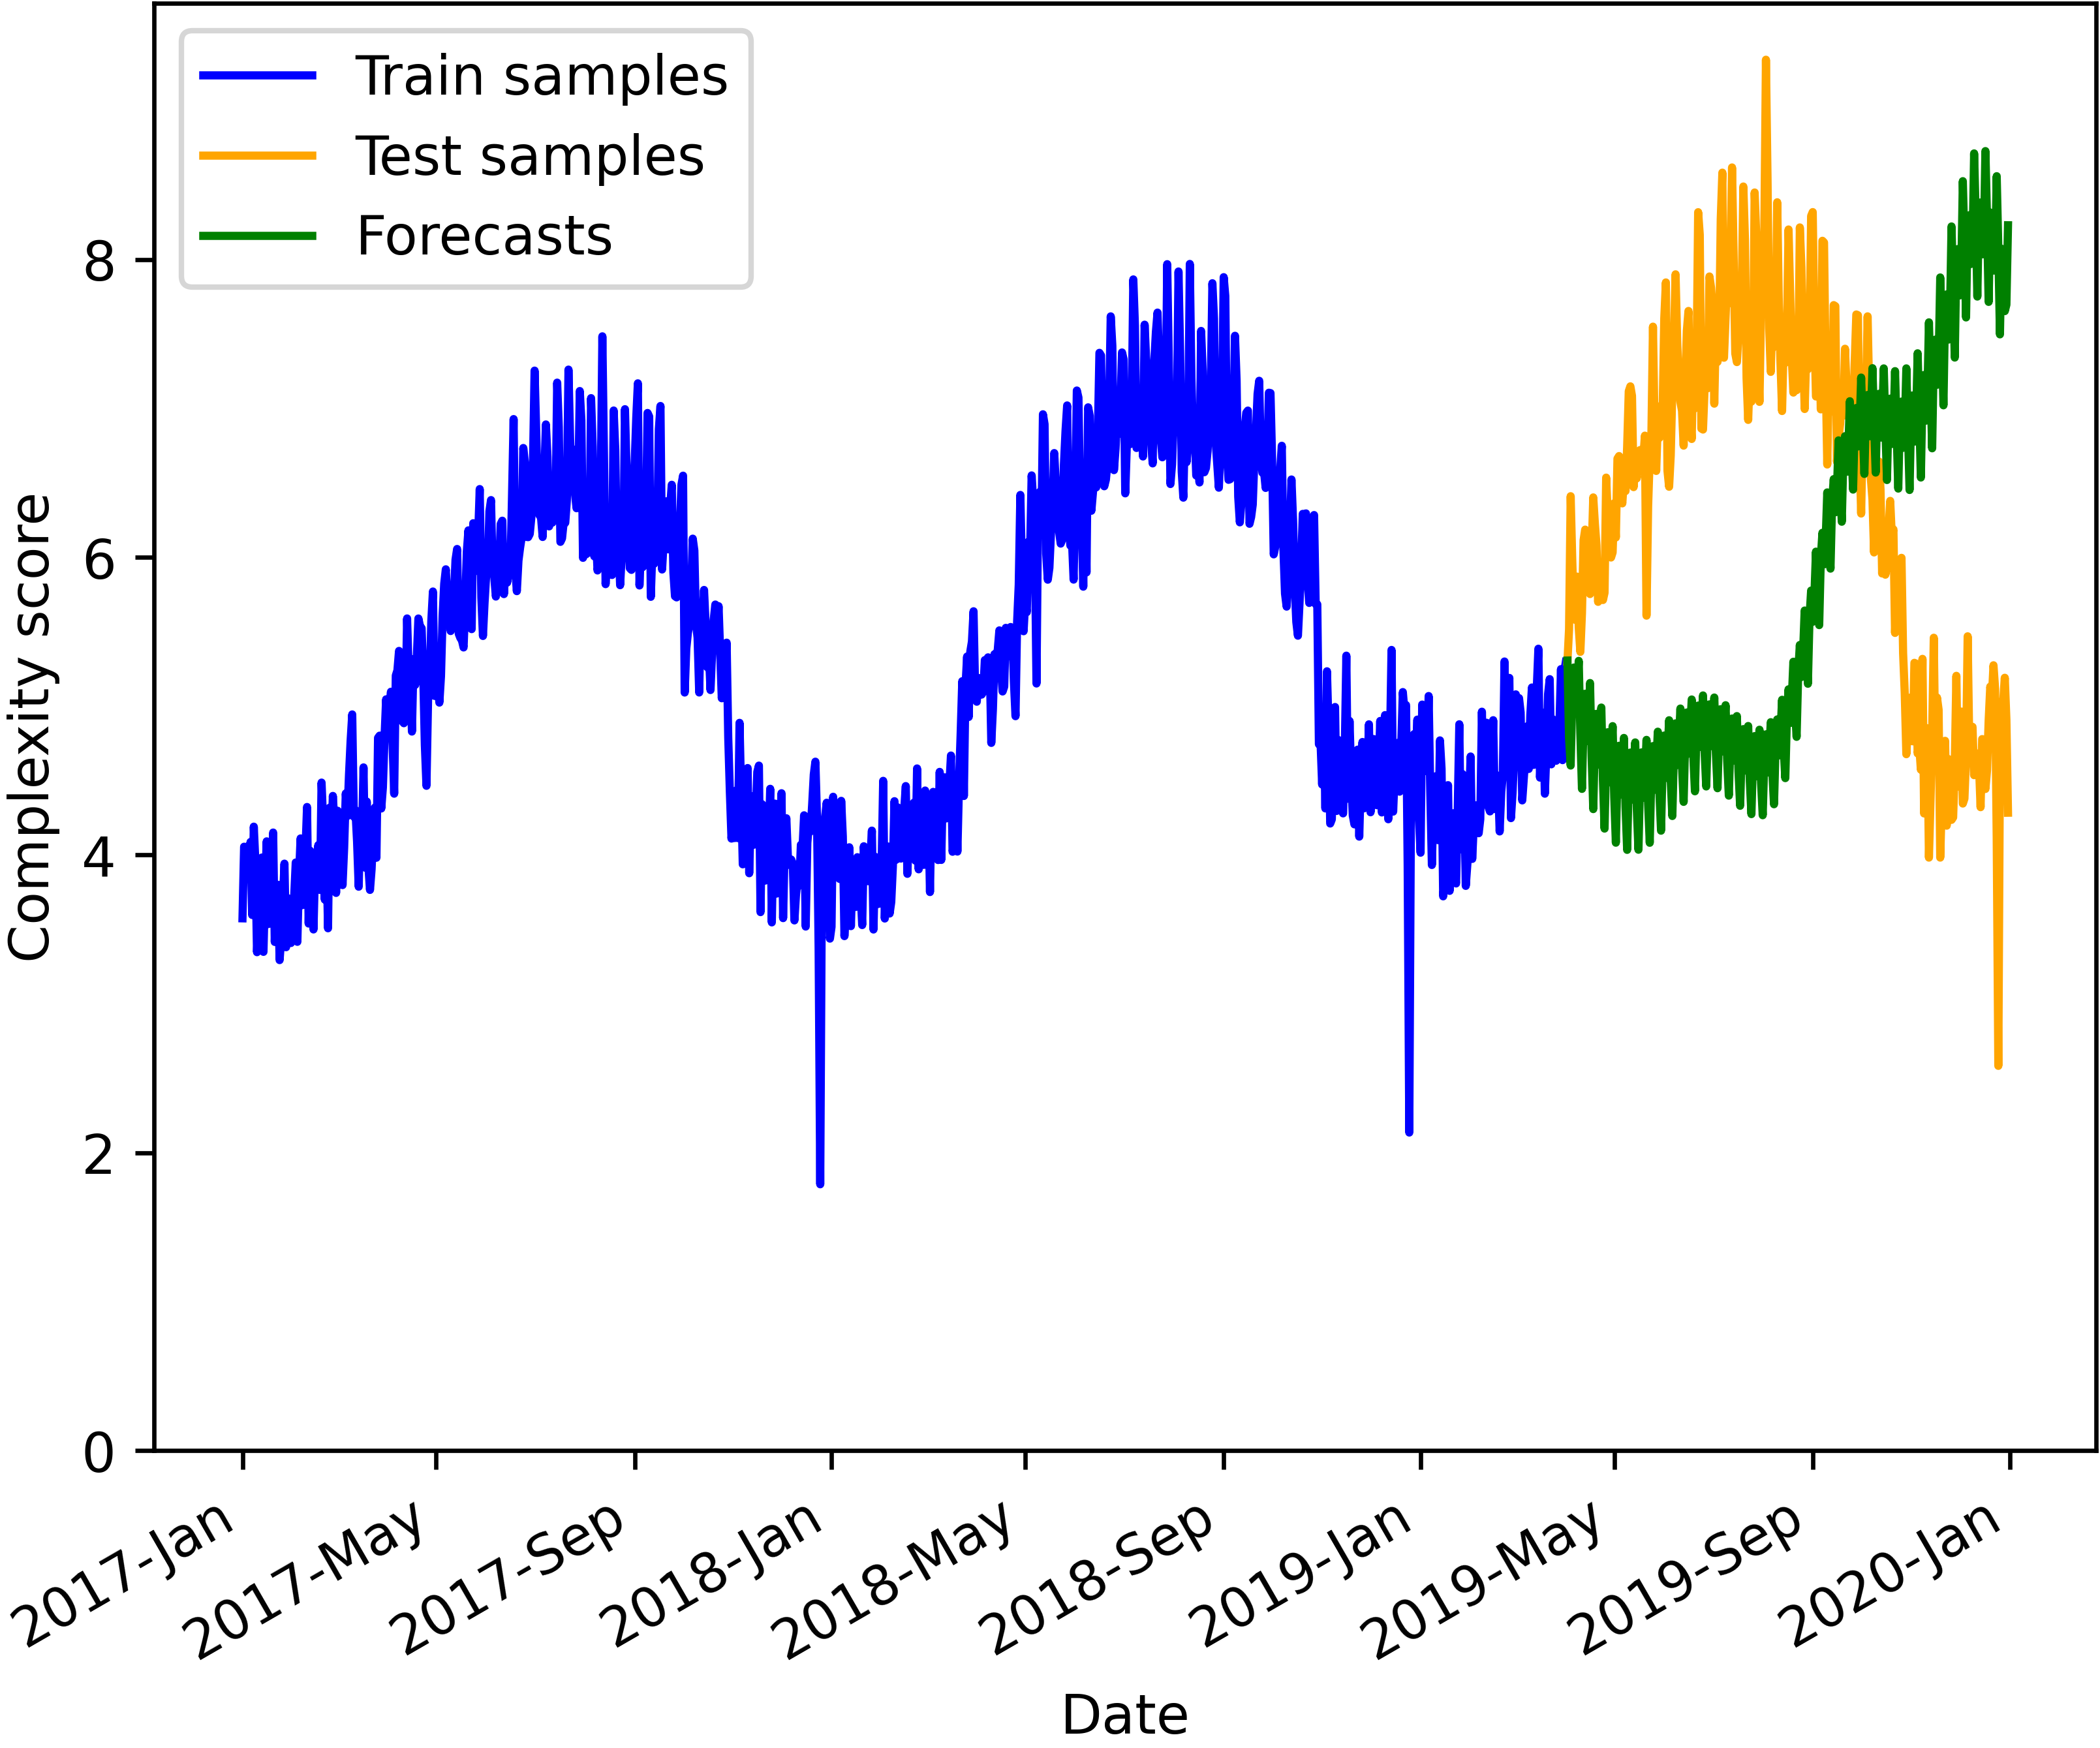 Train samples
Test samples
Forecasts
8
6
4
2
0
Complexity score
2017-Jan
2017-May
2017-Sep
2018-Jan
2018-May
2018-Sep
2019-Jan
2019-May
2019-Sep
2020-Jan
Date